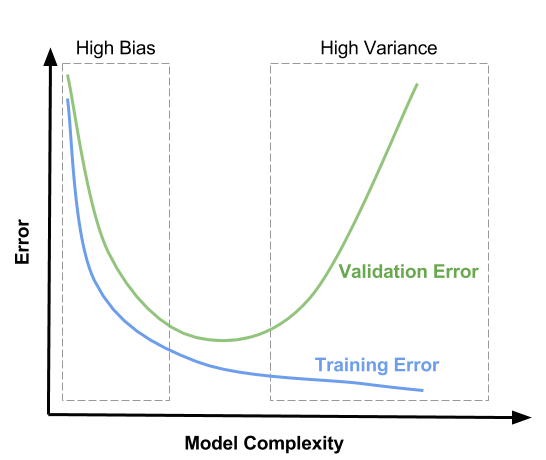 High Bias
High Variance
Error
Validation Error
Training Error
Model Complexity